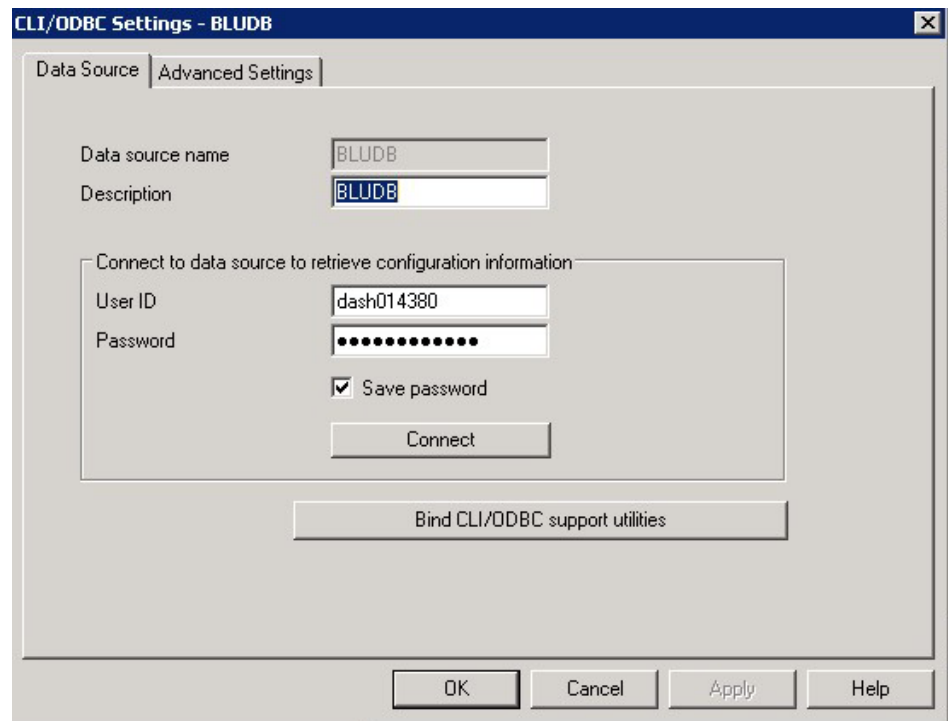 CLI/ODBC Settings - BLUDB
Data Source
Advanced Settings
Data source name
BLUDB
Description
BLUDB
Connect to data source to retrieve configuration information
User ID
dash014380
Password
●●●●●●●●●●●●
Save password
Connect
Bind CLI/ODBC support utilities
OK
Cancel
Apply
Help